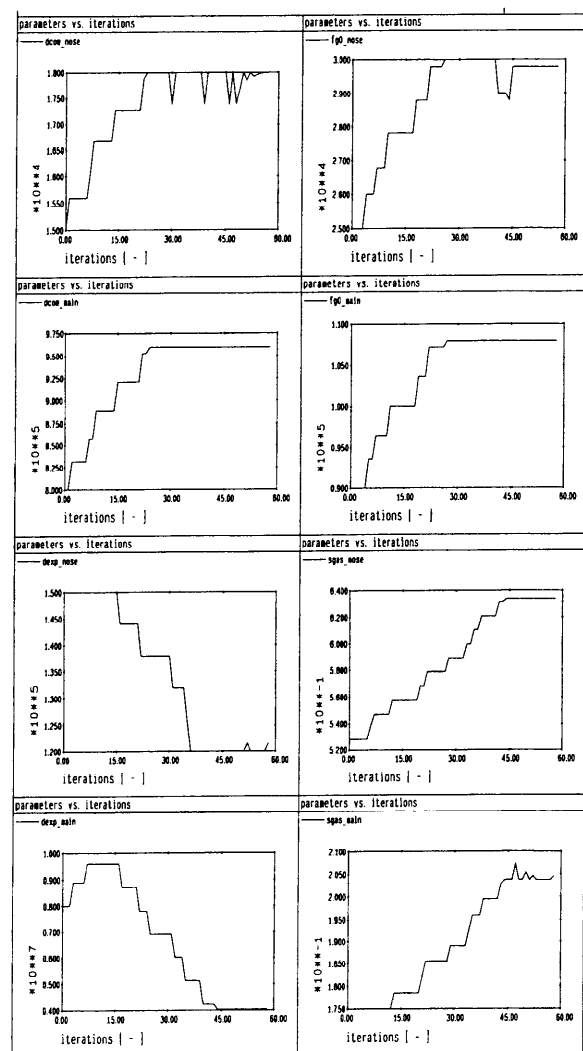 parameters vs. iterations
dcom_nose
1.800
1.750
1.700
1.650
1.600
1.550
1.500
*10**4
0.00 15.00 30.00 45.00 60.00
iterations [ - ]
parameters vs. iterations
fg0_nose
3.000
2.900
2.800
2.700
2.600
2.500
*10**4
0.00 15.00 30.00 45.00 60.00
iterations [ - ]
parameters vs. iterations
dcom_main
9.750
9.500
9.250
9.000
8.750
8.500
8.250
8.000
*10**5
0.00 15.00 30.00 45.00 60.00
iterations [ - ]
parameters vs. iterations
fg0_main
1.100
1.050
1.000
0.950
0.900
*10**5
0.00 15.00 30.00 45.00 60.00
iterations [ - ]
parameters vs. iterations
dexp_nose
1.500
1.450
1.400
1.350
1.300
1.250
1.200
*10**5
0.00 15.00 30.00 45.00 60.00
iterations [ - ]
parameters vs. iterations
sgas_nose
6.400
6.200
6.000
5.800
5.600
5.400
5.200
*10**-1
0.00 15.00 30.00 45.00 60.00
iterations [ - ]
parameters vs. iterations
dexp_main
1.000
0.900
0.800
0.700
0.600
0.500
0.400
*10**7
0.00 15.00 30.00 45.00 60.00
iterations [ - ]
parameters vs. iterations
sgas_main
2.100
2.050
2.000
1.950
1.900
1.850
1.800
1.750
*10**-1
0.00 15.00 30.00 45.00 60.00
iterations [ - ]